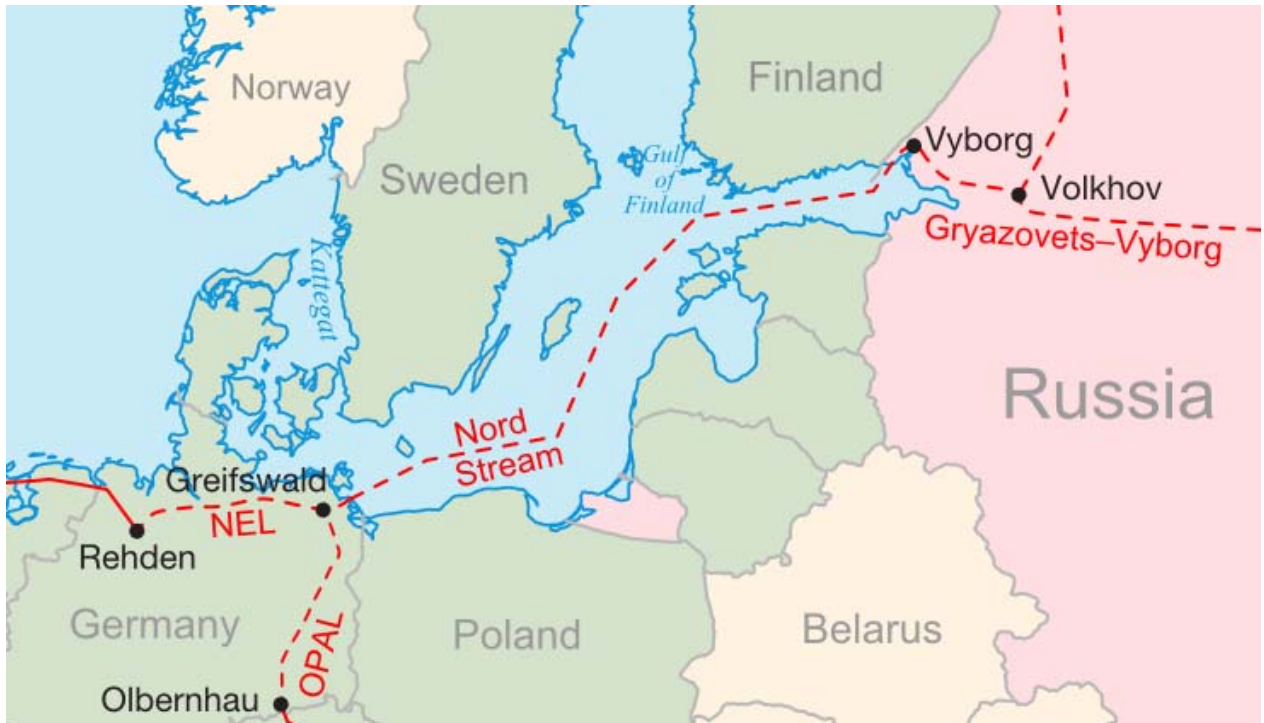 Norway
Finland
Sweden
Gulf
of
Finland
Vyborg
Volkhov
Gryazovets–Vyborg
Kattegat
Russia
Nord
Stream
Greifswald
NEL
Rehden
Germany
OPAL
Poland
Belarus
Olbernhau